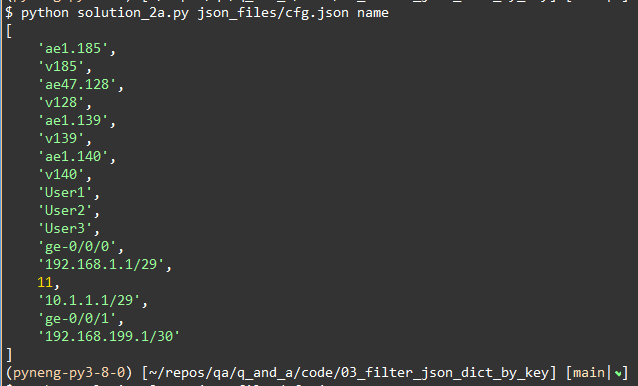 $ python solution_2a.py json_files/cfg.json name
[
    'ae1.185',
    'v185',
    'ae47.128',
    'v128',
    'ae1.139',
    'v139',
    'ae1.140',
    'v140',
    'User1',
    'User2',
    'User3',
    'ge-0/0/0',
    '192.168.1.1/29',
    11,
    '10.1.1.1/29',
    'ge-0/0/1',
    '192.168.199.1/30'
]
(pyneng-py3-8-0) [~/repos/qa/q_and_a/code/03_filter_json_dict_by_key] [main|✔]